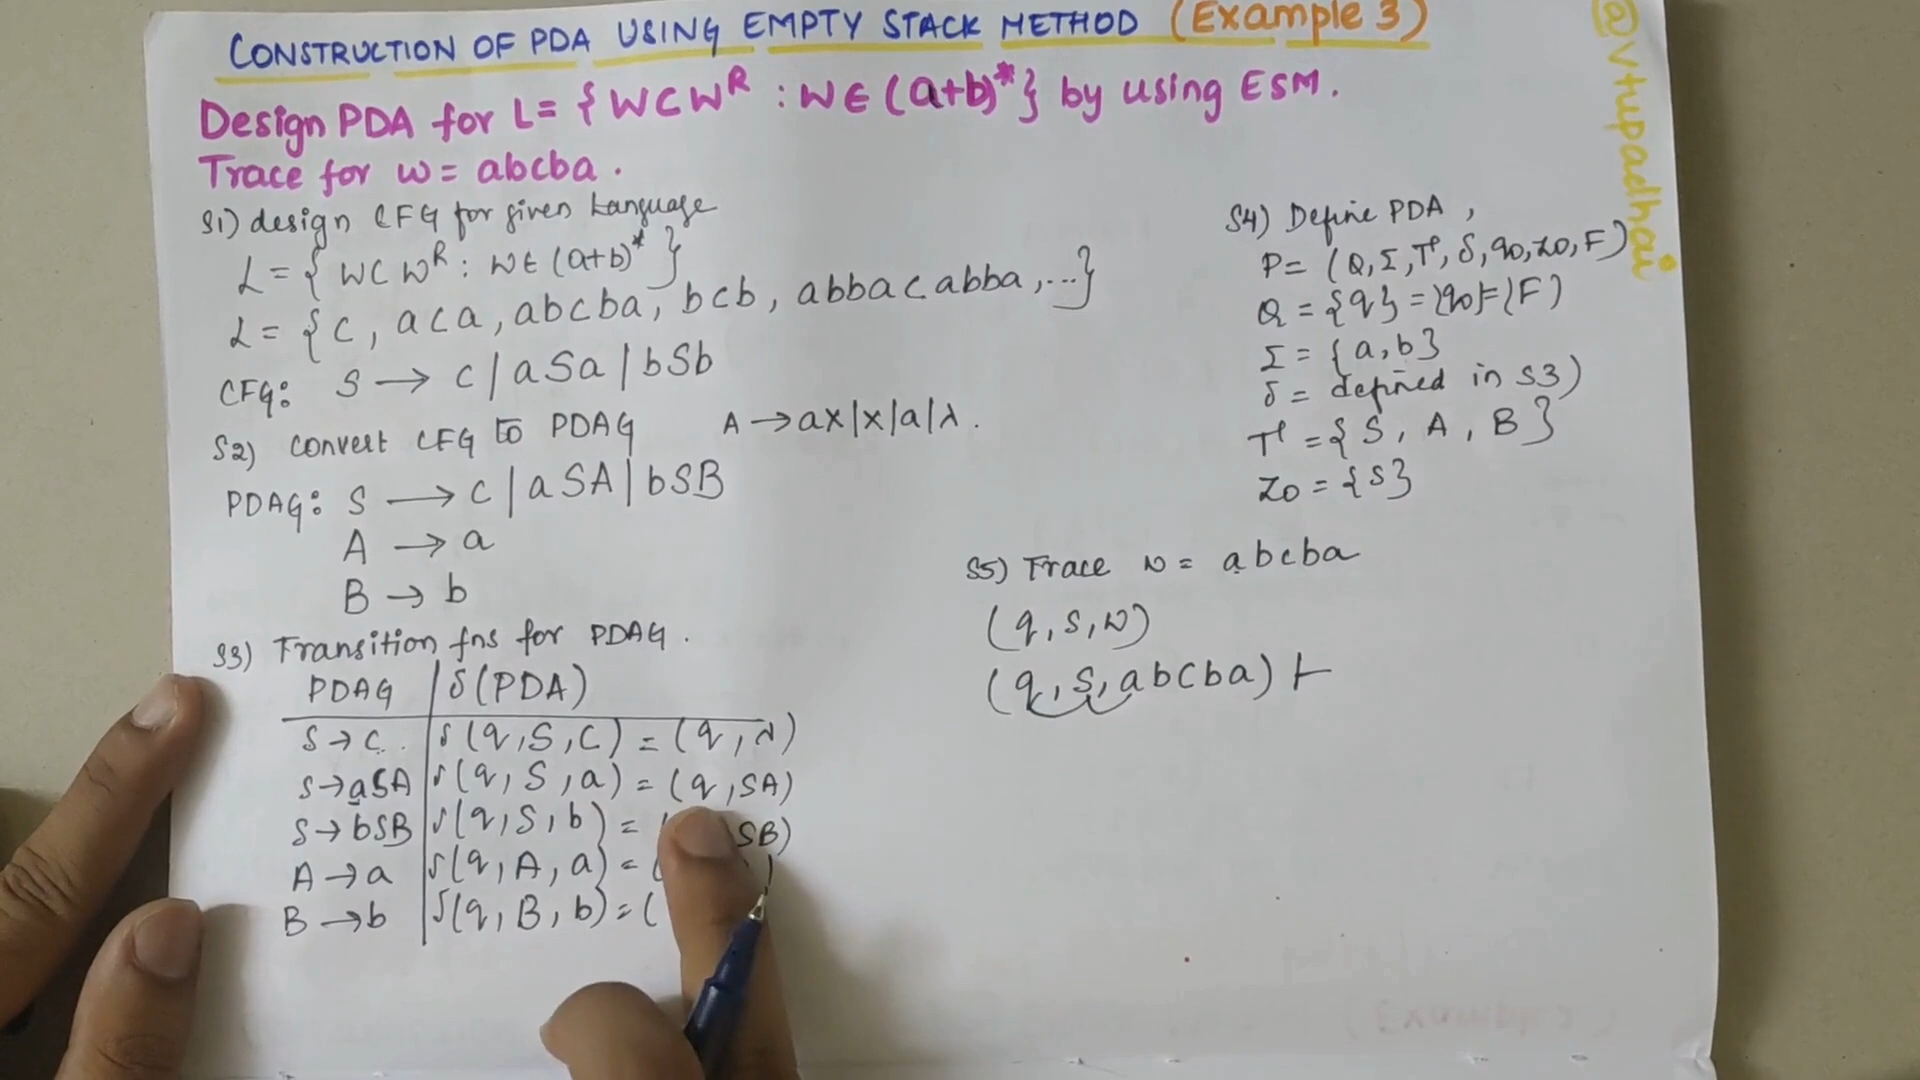 CONSTRUCTION OF PDA USING EMPTY STACK METHOD (Example 3)
Design PDA for L= {WCW^R : W∈(a+b)*} by using ESM.
Trace for w= abcba.
S1) design CFG for given Language
L= { WCW^R : W∈(a+b)* }
L= {c, aca, abcba, bcb, abbacabba,...}
CFG: S → c | aSa | bSb
S2) convert CFG to PDAG A → ax|x|a|λ.
PDAG: S → c | aSA | bSB
A → a
B → b
S3) Transition fns for PDAG.
PDAG | δ(PDA)
S→c. δ(q,S,C) = (q,λ)
S→aSA δ(q,S,a) = (q,SA)
S→bSB δ(q,S,b) = ( SB)
A→a δ(q,A,a) = ( )
B→b δ(q,B,b) = (
S4) Define PDA,
P= (Q,Σ,Γ,δ,q0,z0,F)
Q = {q} = {q0}={F}
Σ = {a,b}
δ = defined in S3)
Γ = {S, A, B}
Z0 = {S}
S5) Trace w= abcba
(q,S,w)
(q,S,abcba) ⊢
@vtupadhai